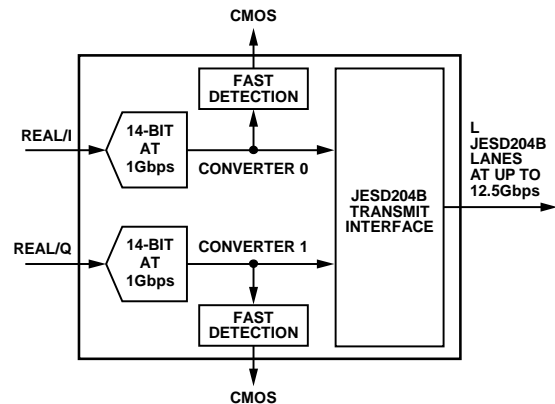 CMOS
FAST
DETECTION
REAL/I
14-BIT
AT
1Gbps
CONVERTER 0
L
JESD204B
LANES
AT UP TO
12.5Gbps
JESD204B
TRANSMIT
INTERFACE
REAL/Q
14-BIT
AT
1Gbps
CONVERTER 1
FAST
DETECTION
CMOS